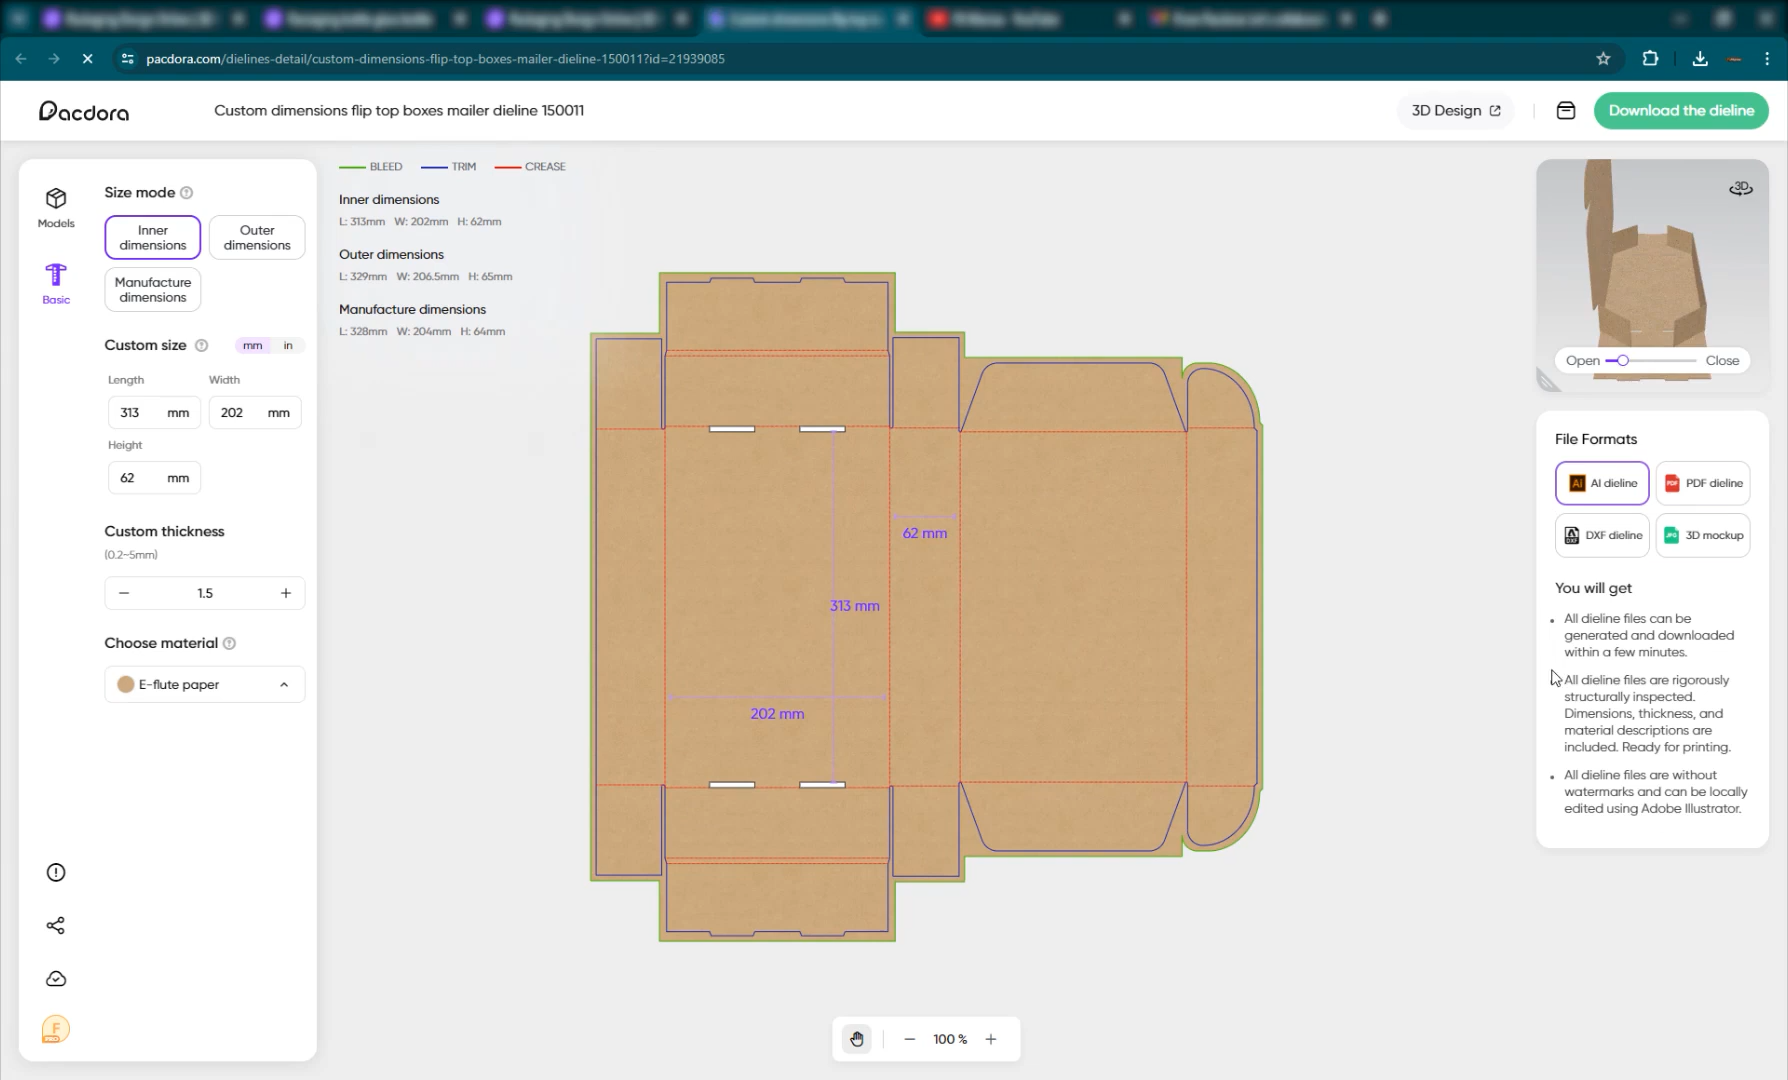 pacdora.com/dielines-detail/custom-dimensions-flip-top-boxes-mailer-dieline-150011?id=21939085
Pacdora
Custom dimensions flip top boxes mailer dieline 150011
3D Design
Download the dieline
Models
Basic
Size mode
Inner
dimensions
Outer
dimensions
Manufacture
dimensions
Custom size
mm
in
Length
Width
313 mm
202 mm
Height
62 mm
Custom thickness
(0.2~5mm)
1.5
Choose material
E-flute paper
F
PRO
BLEED
TRIM
CREASE
Inner dimensions
L: 313mm W: 202mm H: 62mm
Outer dimensions
L: 329mm W: 206.5mm H: 65mm
Manufacture dimensions
L: 328mm W: 204mm H: 64mm
62 mm
313 mm
202 mm
100 %
3D
Open
Close
File Formats
Ai AI dieline
PDF PDF dieline
DXF DXF dieline
JPG 3D mockup
You will get
• All dieline files can be
generated and downloaded
within a few minutes.
All dieline files are rigorously
structurally inspected.
Dimensions, thickness, and
material descriptions are
included. Ready for printing.
• All dieline files are without
watermarks and can be locally
edited using Adobe Illustrator.